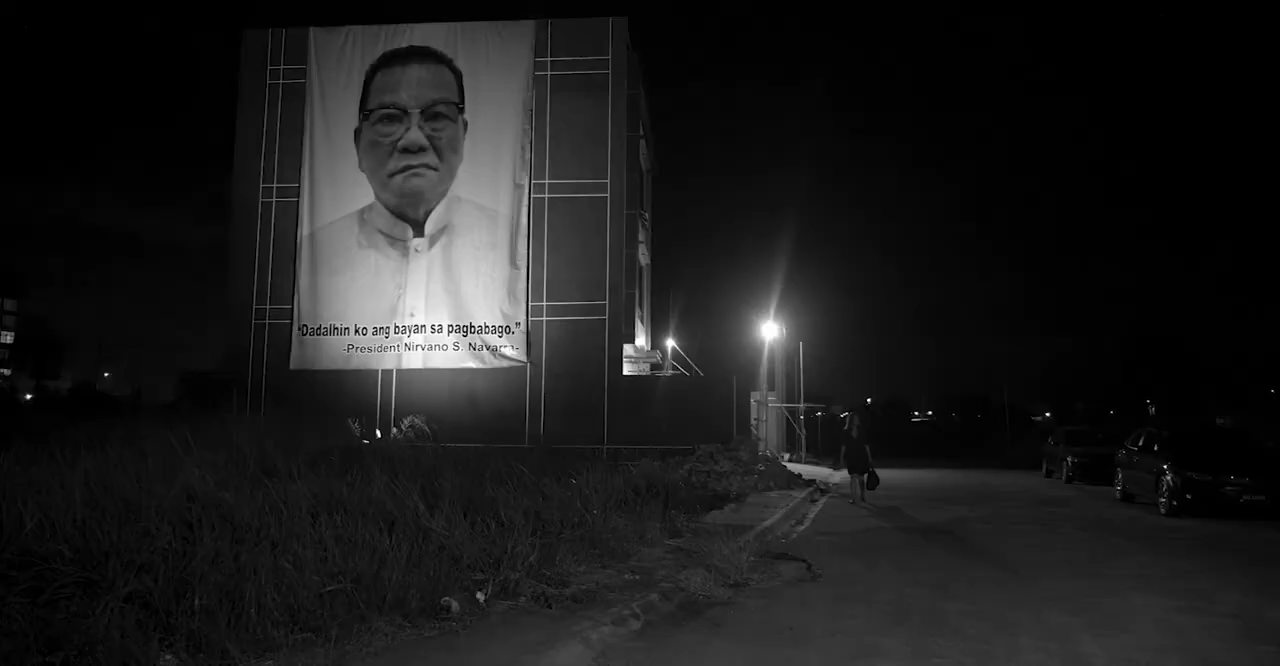 "Dadalhin ko ang bayan sa pagbabago."
-President Nirvano S. Navarra-